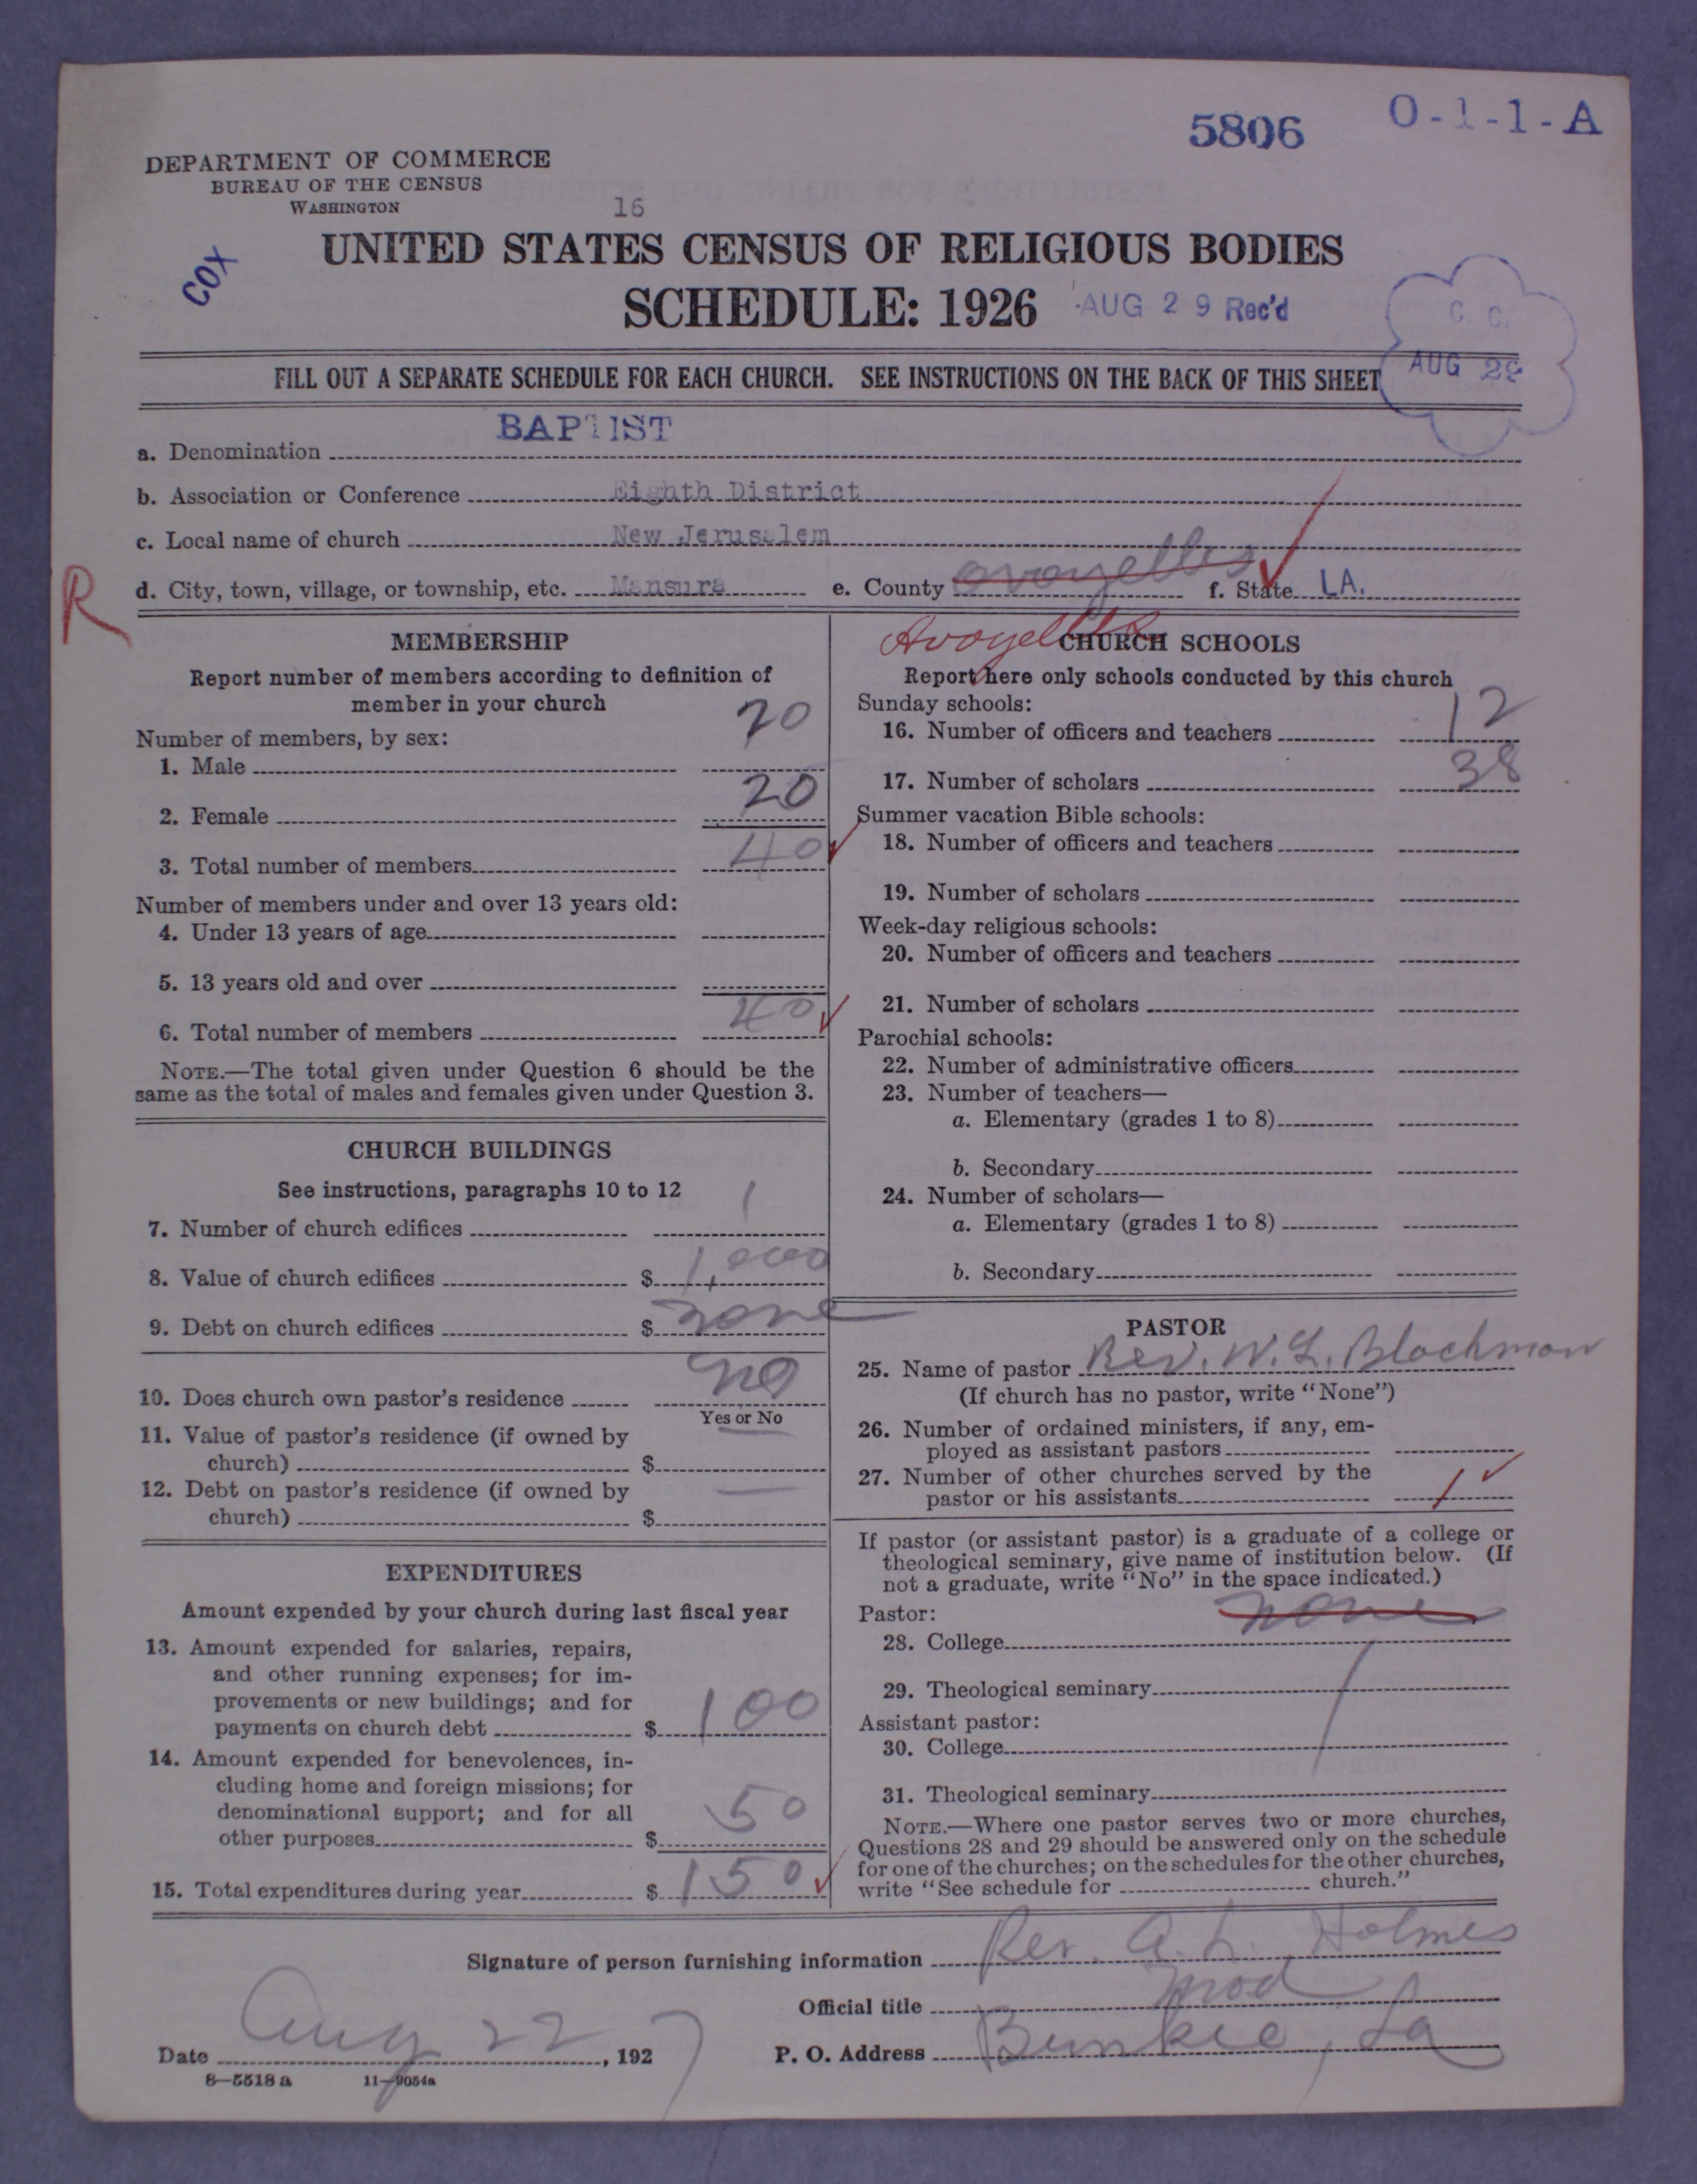 5806 O-1-1-A
DEPARTMENT OF COMMERCE
BUREAU OF THE CENSUS
WASHINGTON
16
COX
UNITED STATES CENSUS OF RELIGIOUS BODIES
SCHEDULE: 1926 AUG 29 Rec'd
C. C.
AUG 29
FILL OUT A SEPARATE SCHEDULE FOR EACH CHURCH. SEE INSTRUCTIONS ON THE BACK OF THIS SHEET
a. Denomination BAPTIST
b. Association or Conference Eighth District
c. Local name of church New Jerusalem
R
d. City, town, village, or township, etc. Mansura e. County Avoyelles f. State LA.
MEMBERSHIP
Report number of members according to definition of
member in your church
Number of members, by sex:
1. Male 20
2. Female 20
3. Total number of members 40
Number of members under and over 13 years old:
4. Under 13 years of age
5. 13 years old and over
6. Total number of members 40
NOTE.—The total given under Question 6 should be the
same as the total of males and females given under Question 3.
CHURCH BUILDINGS
See instructions, paragraphs 10 to 12
7. Number of church edifices 1
8. Value of church edifices $ 1,000
9. Debt on church edifices $ none
10. Does church own pastor's residence no
Yes or No
11. Value of pastor's residence (if owned by
church) $
12. Debt on pastor's residence (if owned by
church) $
EXPENDITURES
Amount expended by your church during last fiscal year
13. Amount expended for salaries, repairs,
and other running expenses; for im-
provements or new buildings; and for
payments on church debt $ 100
14. Amount expended for benevolences, in-
cluding home and foreign missions; for
denominational support; and for all
other purposes $ 50
15. Total expenditures during year $ 150
Avoyelles
CHURCH SCHOOLS
Report here only schools conducted by this church
Sunday schools:
16. Number of officers and teachers 12
17. Number of scholars 38
Summer vacation Bible schools:
18. Number of officers and teachers
19. Number of scholars
Week-day religious schools:
20. Number of officers and teachers
21. Number of scholars
Parochial schools:
22. Number of administrative officers
23. Number of teachers—
a. Elementary (grades 1 to 8)
b. Secondary
24. Number of scholars—
a. Elementary (grades 1 to 8)
b. Secondary
PASTOR
25. Name of pastor Rev. W. L. Blachmon
(If church has no pastor, write "None")
26. Number of ordained ministers, if any, em-
ployed as assistant pastors
27. Number of other churches served by the
pastor or his assistants 1
If pastor (or assistant pastor) is a graduate of a college or
theological seminary, give name of institution below. (If
not a graduate, write "No" in the space indicated.)
Pastor:
28. College none
29. Theological seminary
Assistant pastor:
30. College
31. Theological seminary
NOTE.—Where one pastor serves two or more churches,
Questions 28 and 29 should be answered only on the schedule
for one of the churches; on the schedules for the other churches,
write "See schedule for church."
Signature of person furnishing information Rev. A. L. Holmes
Official title Mod
Date Aug 22, 1927 P. O. Address Bunkie, La
8-5518 a 11-9054a